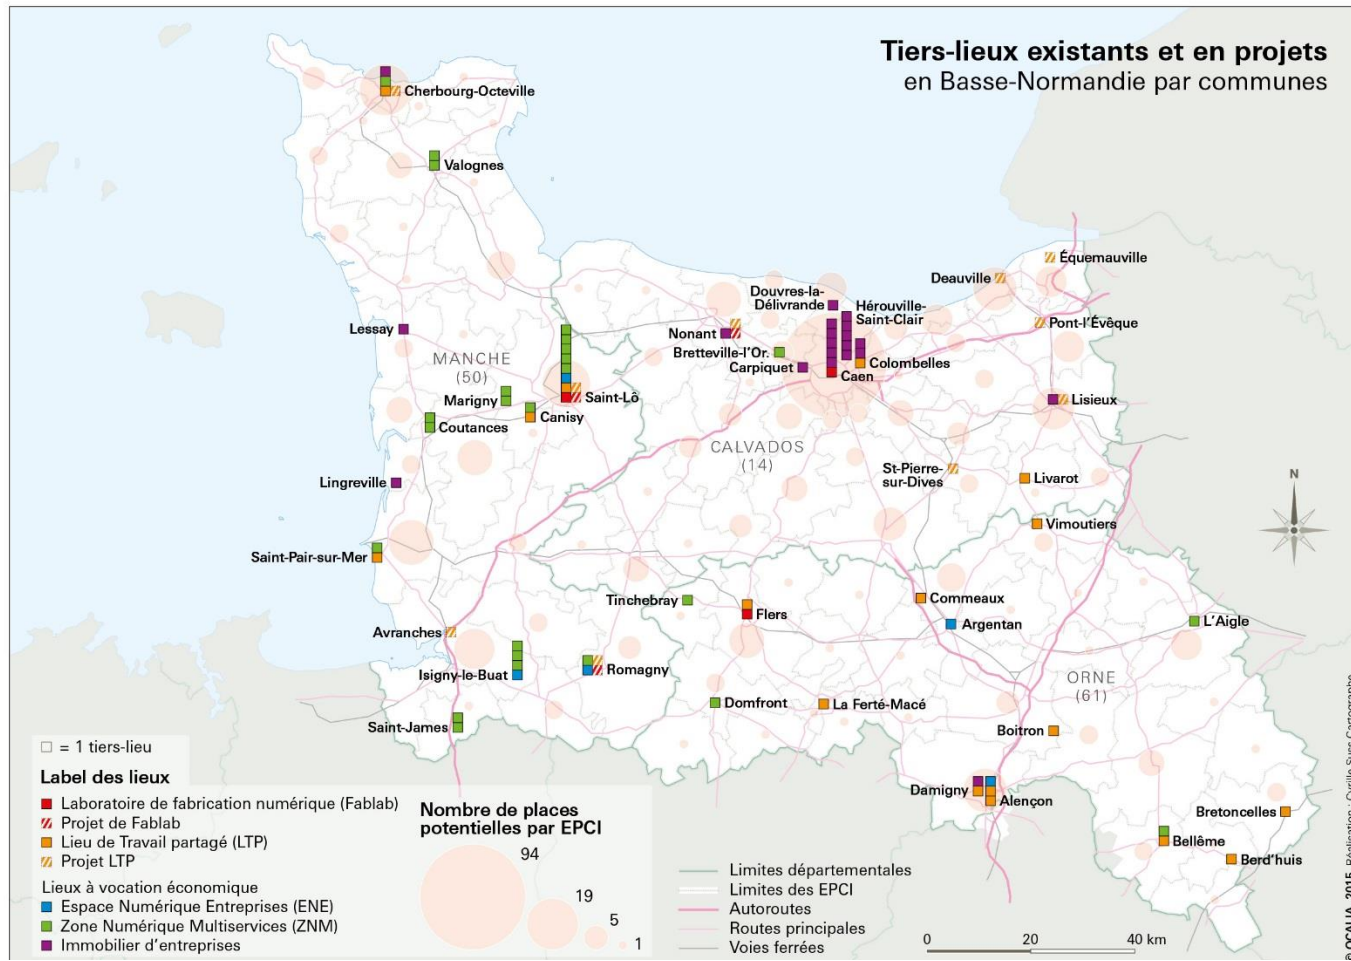 Tiers-lieux existants et en projets
en Basse-Normandie par communes
Cherbourg-Octeville
Valognes
Équemauville
Deauville
Douvres-la-
Délivrande
Hérouville-
Saint-Clair
Pont-l'Évêque
Lessay
Nonant
MANCHE
(50)
Bretteville-l'Or.
Carpiquet
Colombelles
Caen
Marigny
Saint-Lô
Lisieux
Canisy
Coutances
CALVADOS
(14)
St-Pierre-
sur-Dives
Livarot
Lingreville
N
Vimoutiers
Saint-Pair-sur-Mer
Tinchebray
Commeaux
Flers
Argentan
L'Aigle
Avranches
Isigny-le-Buat
Romagny
ORNE
(61)
Domfront
La Ferté-Macé
Saint-James
Boitron
Damigny
Alençon
Bretoncelles
Bellême
Berd'huis
= 1 tiers-lieu
Label des lieux
Laboratoire de fabrication numérique (Fablab)
Projet de Fablab
Lieu de Travail partagé (LTP)
Projet LTP
Lieux à vocation économique
Espace Numérique Entreprises (ENE)
Zone Numérique Multiservices (ZNM)
Immobilier d'entreprises
Nombre de places
potentielles par EPCI
94
19
5
1
Limites départementales
Limites des EPCI
Autoroutes
Routes principales
Voies ferrées
0 20 40 km
© OCALIA, 2015. Réalisation : Cyrille Suss Cartographe